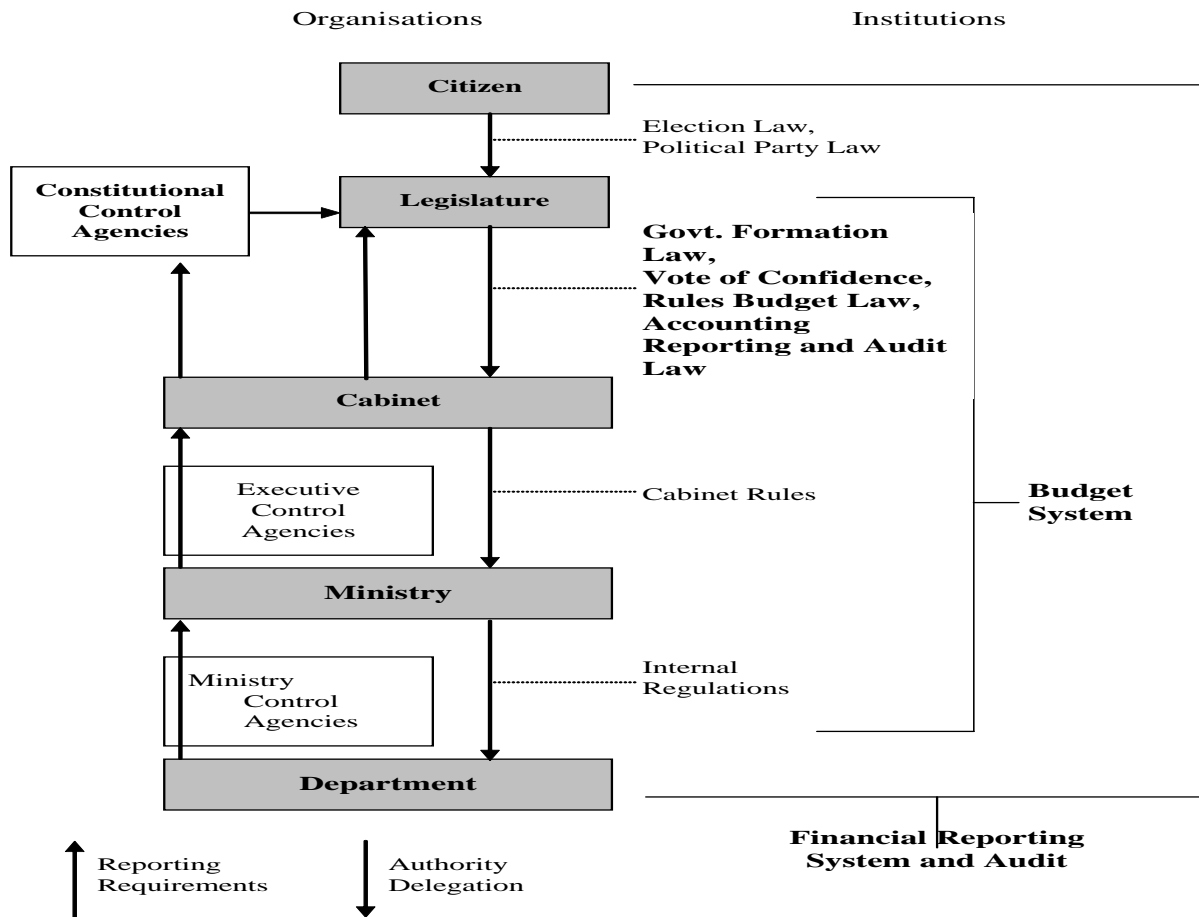 Organisations
Institutions
Citizen
Election Law,
Political Party Law
Constitutional
Control
Agencies
Legislature
Govt. Formation
Law,
Vote of Confidence,
Rules Budget Law,
Accounting
Reporting and Audit
Law
Cabinet
Executive
Control
Agencies
Cabinet Rules
Budget
System
Ministry
Ministry
Control
Agencies
Internal
Regulations
Department
Financial Reporting
System and Audit
Reporting
Requirements
Authority
Delegation